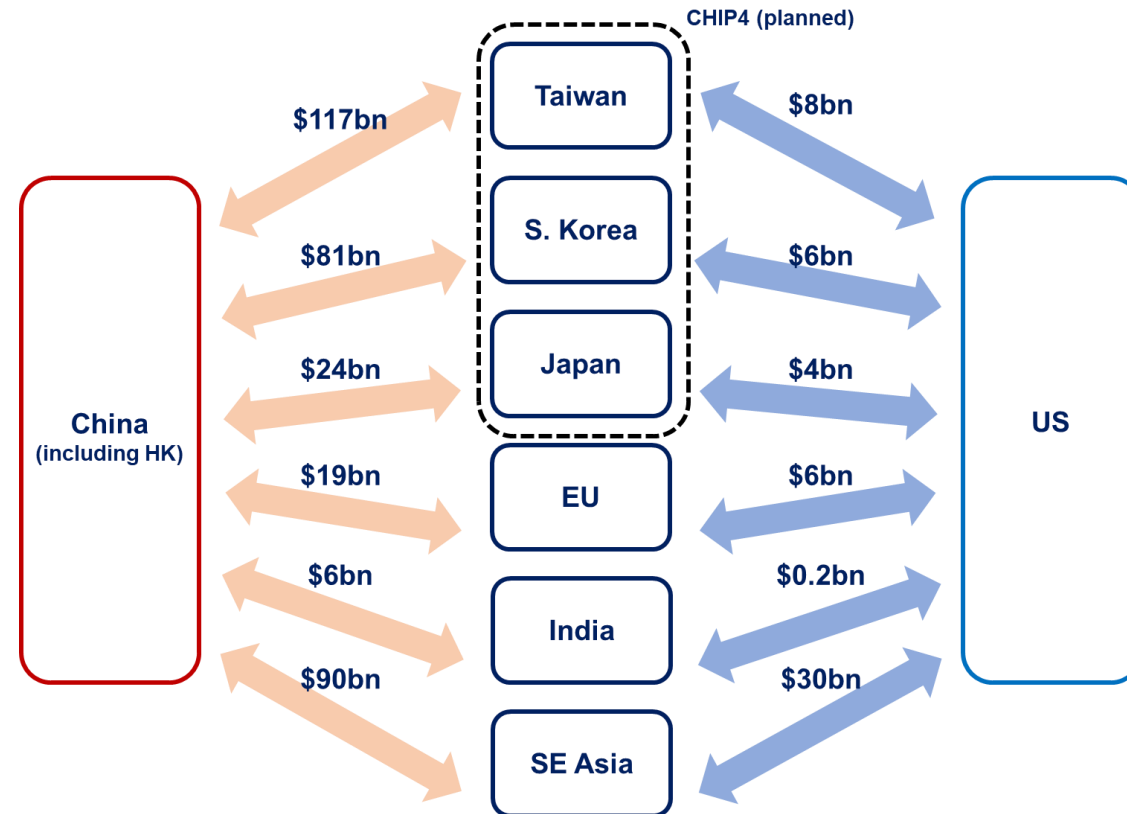 CHIP4 (planned)
Taiwan
$117bn
$8bn
S. Korea
$81bn
$6bn
Japan
$24bn
$4bn
China
(including HK)
US
$19bn
EU
$6bn
$6bn
India
$0.2bn
$90bn
$30bn
SE Asia